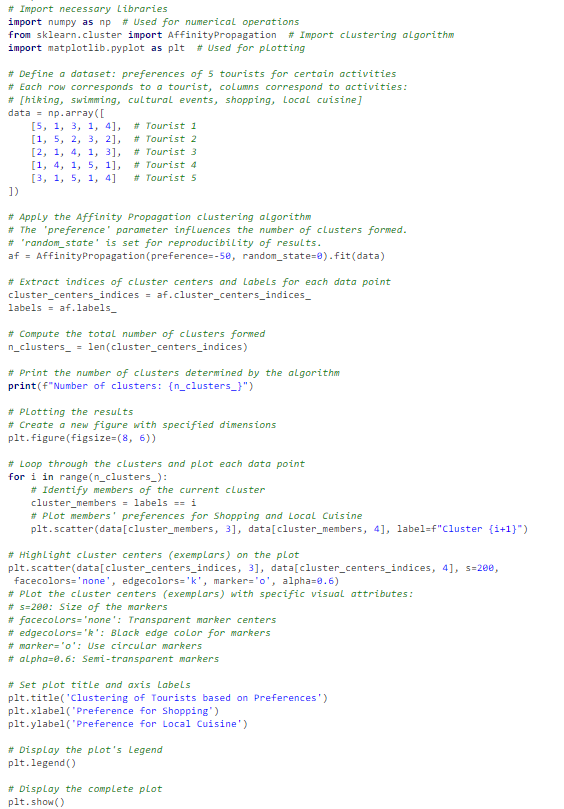 # Import necessary libraries
import numpy as np  # Used for numerical operations
from sklearn.cluster import AffinityPropagation  # Import clustering algorithm
import matplotlib.pyplot as plt  # Used for plotting

# Define a dataset: preferences of 5 tourists for certain activities
# Each row corresponds to a tourist, columns correspond to activities:
# [hiking, swimming, cultural events, shopping, local cuisine]
data = np.array([
    [5, 1, 3, 1, 4],  # Tourist 1
    [1, 5, 2, 3, 2],  # Tourist 2
    [2, 1, 4, 1, 3],  # Tourist 3
    [1, 4, 1, 5, 1],  # Tourist 4
    [3, 1, 5, 1, 4]   # Tourist 5
])

# Apply the Affinity Propagation clustering algorithm
# The 'preference' parameter influences the number of clusters formed.
# 'random_state' is set for reproducibility of results.
af = AffinityPropagation(preference=-50, random_state=0).fit(data)

# Extract indices of cluster centers and labels for each data point
cluster_centers_indices = af.cluster_centers_indices_
labels = af.labels_

# Compute the total number of clusters formed
n_clusters_ = len(cluster_centers_indices)

# Print the number of clusters determined by the algorithm
print(f"Number of clusters: {n_clusters_}")

# Plotting the results
# Create a new figure with specified dimensions
plt.figure(figsize=(8, 6))

# Loop through the clusters and plot each data point
for i in range(n_clusters_):
    # Identify members of the current cluster
    cluster_members = labels == i
    # Plot members' preferences for Shopping and Local Cuisine
    plt.scatter(data[cluster_members, 3], data[cluster_members, 4], label=f"Cluster {i+1}")

# Highlight cluster centers (exemplars) on the plot
plt.scatter(data[cluster_centers_indices, 3], data[cluster_centers_indices, 4], s=200,
 facecolors='none', edgecolors='k', marker='o', alpha=0.6)
# Plot the cluster centers (exemplars) with specific visual attributes:
# s=200: Size of the markers
# facecolors='none': Transparent marker centers
# edgecolors='k': Black edge color for markers
# marker='o': Use circular markers
# alpha=0.6: Semi-transparent markers

# Set plot title and axis labels
plt.title('Clustering of Tourists based on Preferences')
plt.xlabel('Preference for Shopping')
plt.ylabel('Preference for Local Cuisine')

# Display the plot's legend
plt.legend()

# Display the complete plot
plt.show()